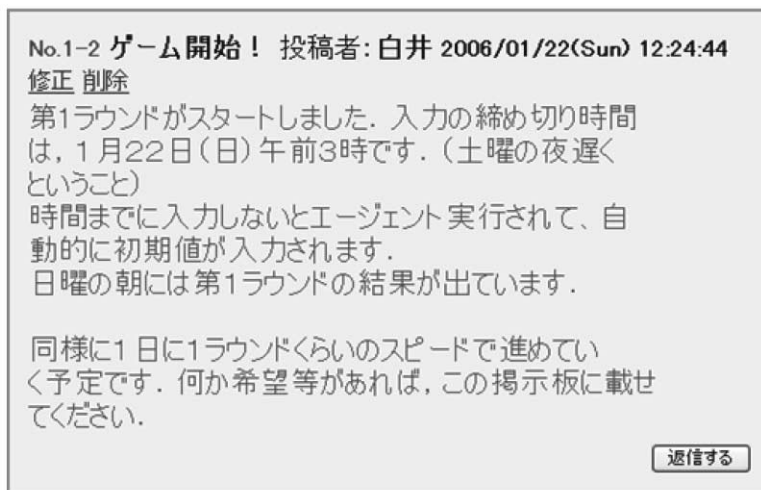 No.1-2 ゲーム開始！ 投稿者: 白井 2006/01/22(Sun) 12:24:44
修正 削除
第1ラウンドがスタートしました．入力の締め切り時間
は，1月22日(日)午前3時です．（土曜の夜遅く
ということ）
時間までに入力しないとエージェント実行されて、自
動的に初期値が入力されます．
日曜の朝には第1ラウンドの結果が出ています．
同様に1日に1ラウンドくらいのスピードで進めてい
く予定です．何か希望等があれば，この掲示板に載せ
てください．
返信する